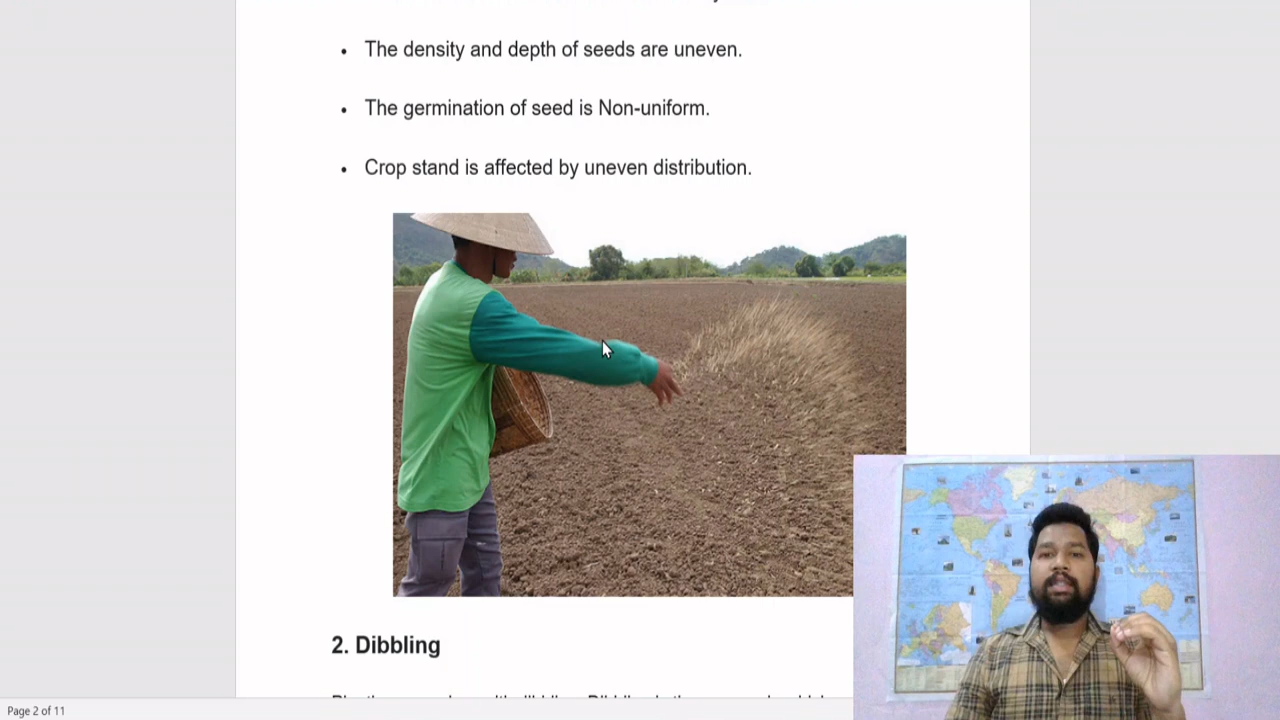 • The density and depth of seeds are uneven.
• The germination of seed is Non-uniform.
• Crop stand is affected by uneven distribution.
2. Dibbling
Page 2 of 11